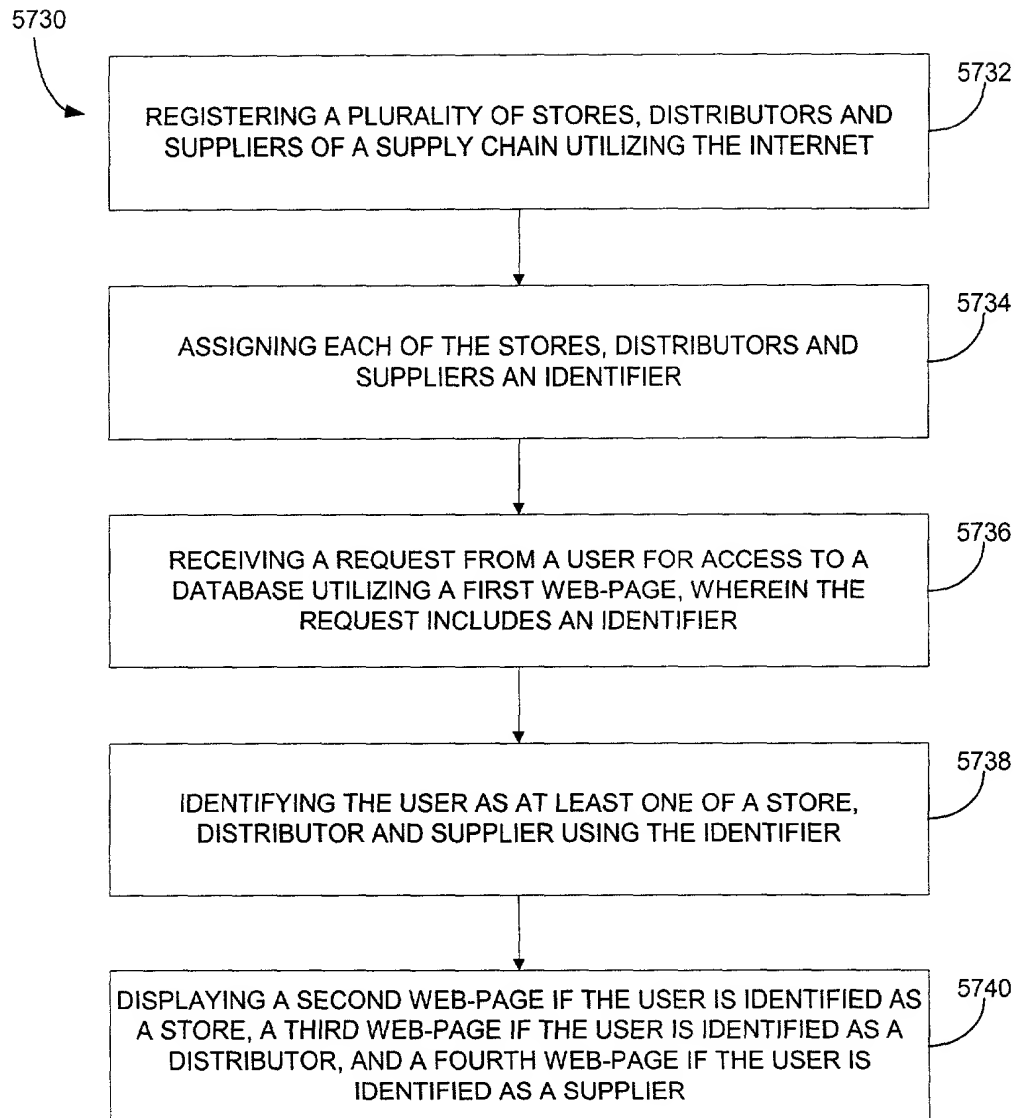 5730
5732
REGISTERING A PLURALITY OF STORES, DISTRIBUTORS AND
SUPPLIERS OF A SUPPLY CHAIN UTILIZING THE INTERNET
5734
ASSIGNING EACH OF THE STORES, DISTRIBUTORS AND
SUPPLIERS AN IDENTIFIER
5736
RECEIVING A REQUEST FROM A USER FOR ACCESS TO A
DATABASE UTILIZING A FIRST WEB-PAGE, WHEREIN THE
REQUEST INCLUDES AN IDENTIFIER
5738
IDENTIFYING THE USER AS AT LEAST ONE OF A STORE,
DISTRIBUTOR AND SUPPLIER USING THE IDENTIFIER
5740
DISPLAYING A SECOND WEB-PAGE IF THE USER IS IDENTIFIED AS
A STORE, A THIRD WEB-PAGE IF THE USER IS IDENTIFIED AS A
DISTRIBUTOR, AND A FOURTH WEB-PAGE IF THE USER IS
IDENTIFIED AS A SUPPLIER